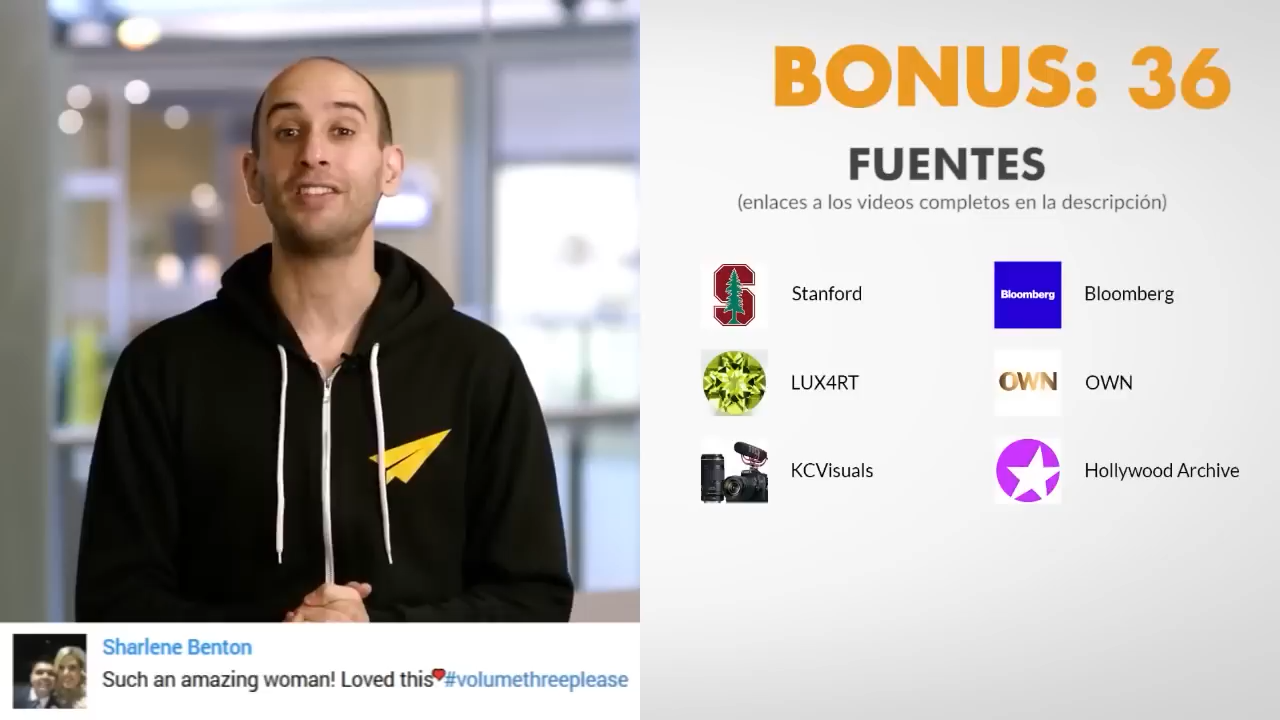 BONUS: 36
FUENTES
(enlaces a los videos completos en la descripción)
Stanford
Bloomberg
Bloomberg
LUX4RT
OWN
OWN
KCVisuals
Hollywood Archive
Sharlene Benton
Such an amazing woman! Loved this❤#volumethreeplease